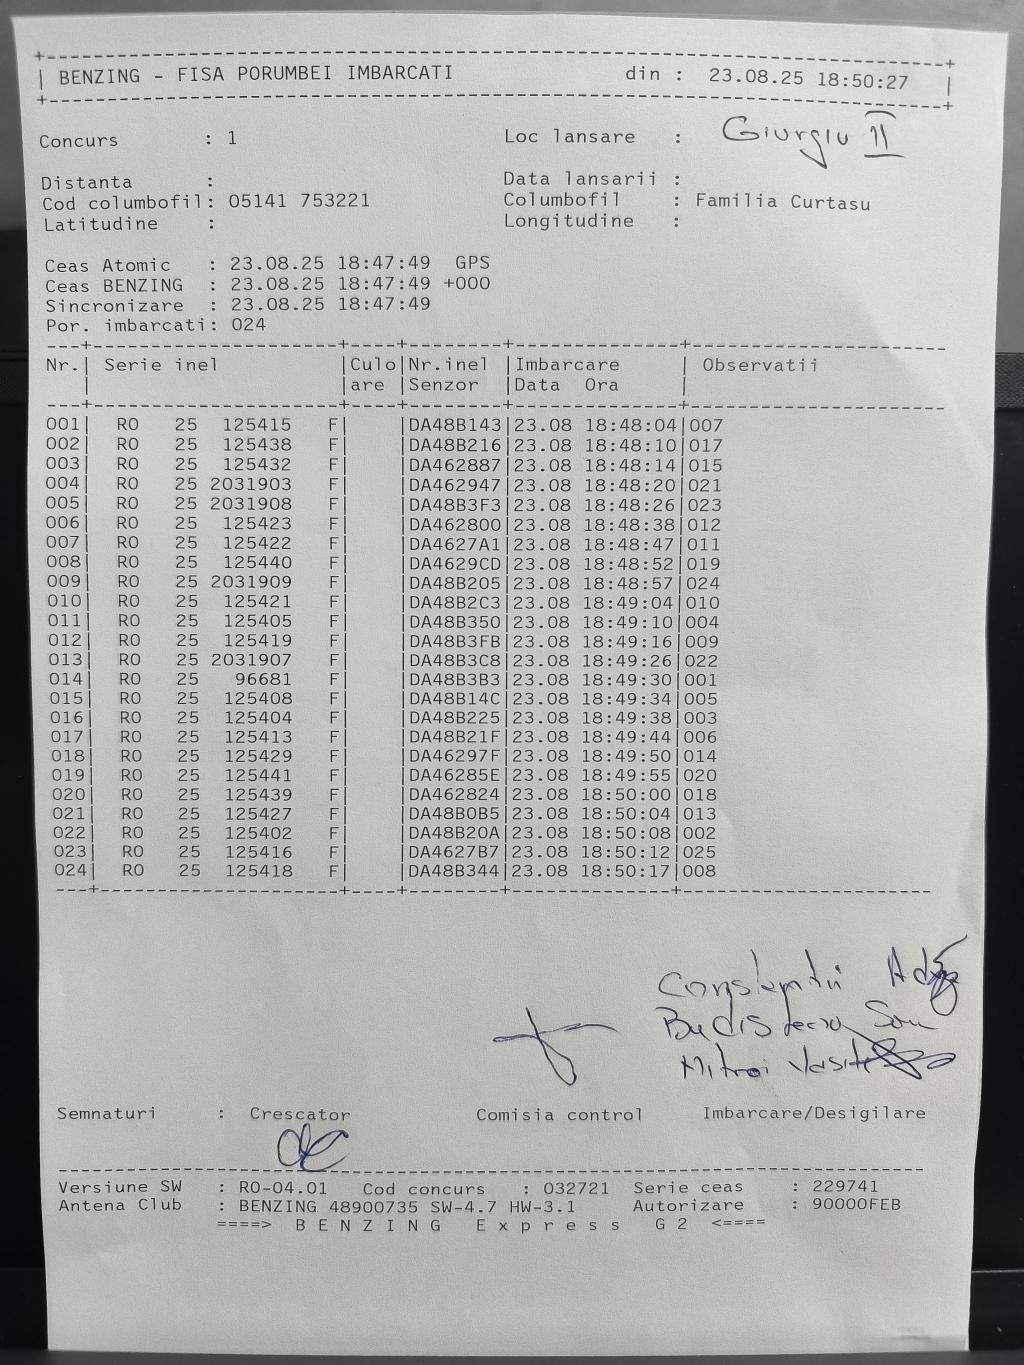 +--------------------------------------------------------------------------+
| BENZING - FISA PORUMBEI IMBARCATI din : 23.08.25 18:50:27 |
+--------------------------------------------------------------------------+
Concurs : 1 Loc lansare : Giurgiu II
Distanta : Data lansarii :
Cod columbofil: 05141 753221 Columbofil : Familia Curtasu
Latitudine : Longitudine :
Ceas Atomic : 23.08.25 18:47:49 GPS
Ceas BENZING : 23.08.25 18:47:49 +000
Sincronizare : 23.08.25 18:47:49
Por. imbarcati: 024
---+---------------------+----+--------+--------------+----------------------
Nr.| Serie inel |Culo|Nr.inel |Imbarcare | Observatii
| |are |Senzor |Data Ora |
---+---------------------+----+--------+--------------+----------------------
001| RO 25 125415 F| |DA48B143|23.08 18:48:04|007
002| RO 25 125438 F| |DA48B216|23.08 18:48:10|017
003| RO 25 125432 F| |DA462887|23.08 18:48:14|015
004| RO 25 2031903 F| |DA462947|23.08 18:48:20|021
005| RO 25 2031908 F| |DA48B3F3|23.08 18:48:26|023
006| RO 25 125423 F| |DA462800|23.08 18:48:38|012
007| RO 25 125422 F| |DA4627A1|23.08 18:48:47|011
008| RO 25 125440 F| |DA4629CD|23.08 18:48:52|019
009| RO 25 2031909 F| |DA48B205|23.08 18:48:57|024
010| RO 25 125421 F| |DA48B2C3|23.08 18:49:04|010
011| RO 25 125405 F| |DA48B350|23.08 18:49:10|004
012| RO 25 125419 F| |DA48B3FB|23.08 18:49:16|009
013| RO 25 2031907 F| |DA48B3C8|23.08 18:49:26|022
014| RO 25 96681 F| |DA48B3B3|23.08 18:49:30|001
015| RO 25 125408 F| |DA48B14C|23.08 18:49:34|005
016| RO 25 125404 F| |DA48B225|23.08 18:49:38|003
017| RO 25 125413 F| |DA48B21F|23.08 18:49:44|006
018| RO 25 125429 F| |DA46297F|23.08 18:49:50|014
019| RO 25 125441 F| |DA46285E|23.08 18:49:55|020
020| RO 25 125439 F| |DA462824|23.08 18:50:00|018
021| RO 25 125427 F| |DA48B0B5|23.08 18:50:04|013
022| RO 25 125402 F| |DA48B20A|23.08 18:50:08|002
023| RO 25 125416 F| |DA4627B7|23.08 18:50:12|025
024| RO 25 125418 F| |DA48B344|23.08 18:50:17|008
---+---------------------+----+--------+--------------+----------------------
Mitroi
Semnaturi : Crescator Comisia control Imbarcare/Desigilare
--------------------------------------------------------------------------
Versiune SW : RO-04.01 Cod concurs : 032721 Serie ceas : 229741
Antena Club : BENZING 48900735 SW-4.7 HW-3.1 Autorizare : 90000FEB
====> B E N Z I N G E x p r e s s G 2 <====